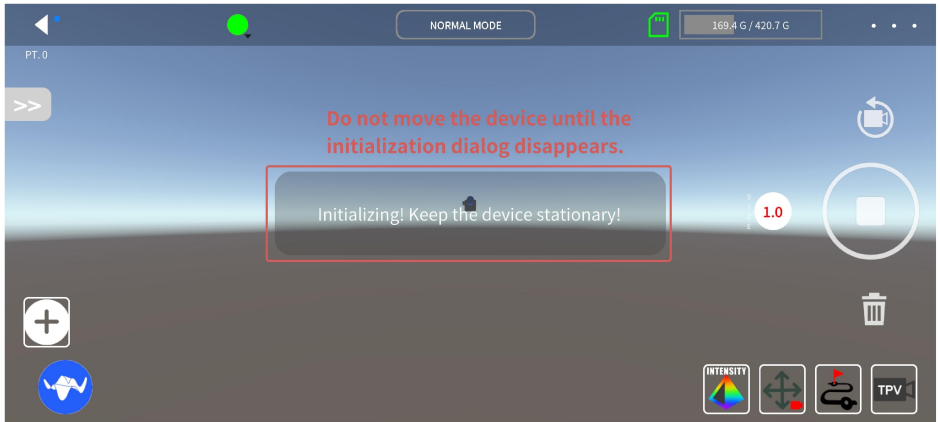 NORMAL MODE
169.4 G / 420.7 G
PT. 0
>>
Do not move the device until the
initialization dialog disappears.
Initializing! Keep the device stationary!
1.0
INTENSITY
TPV